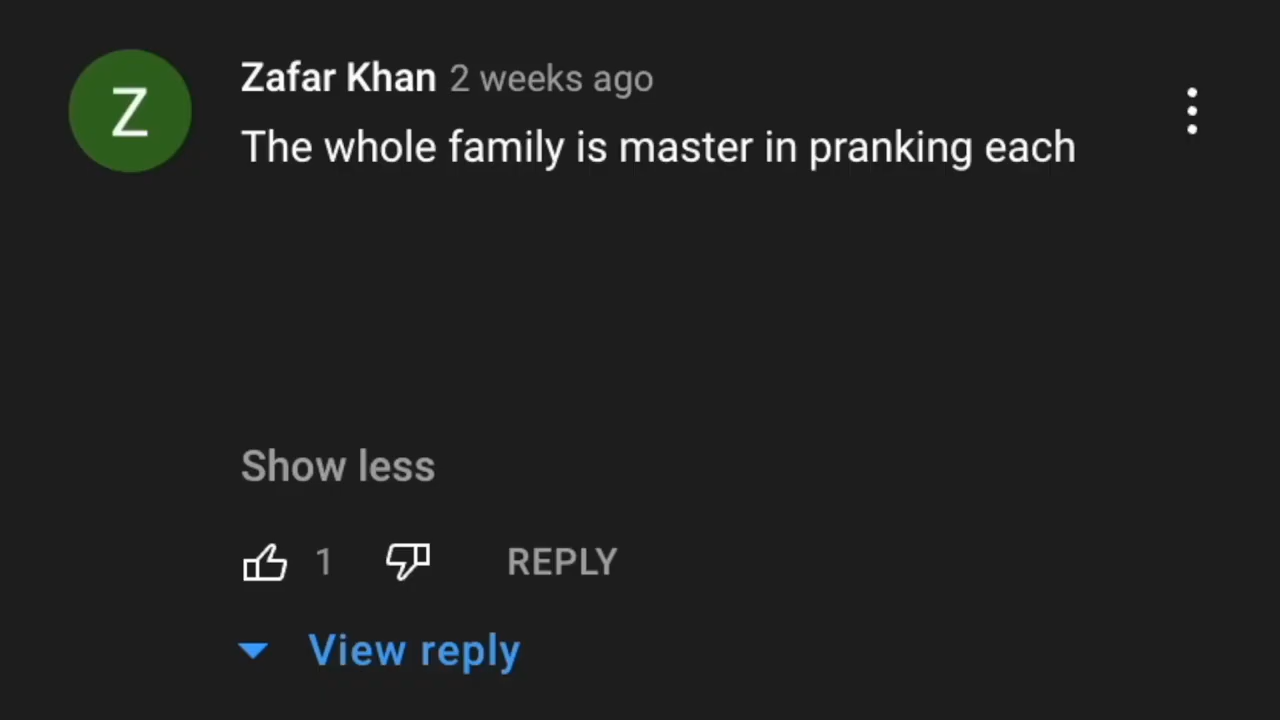 Z
Zafar Khan 2 weeks ago
The whole family is master in pranking each
Show less
1 REPLY
View reply